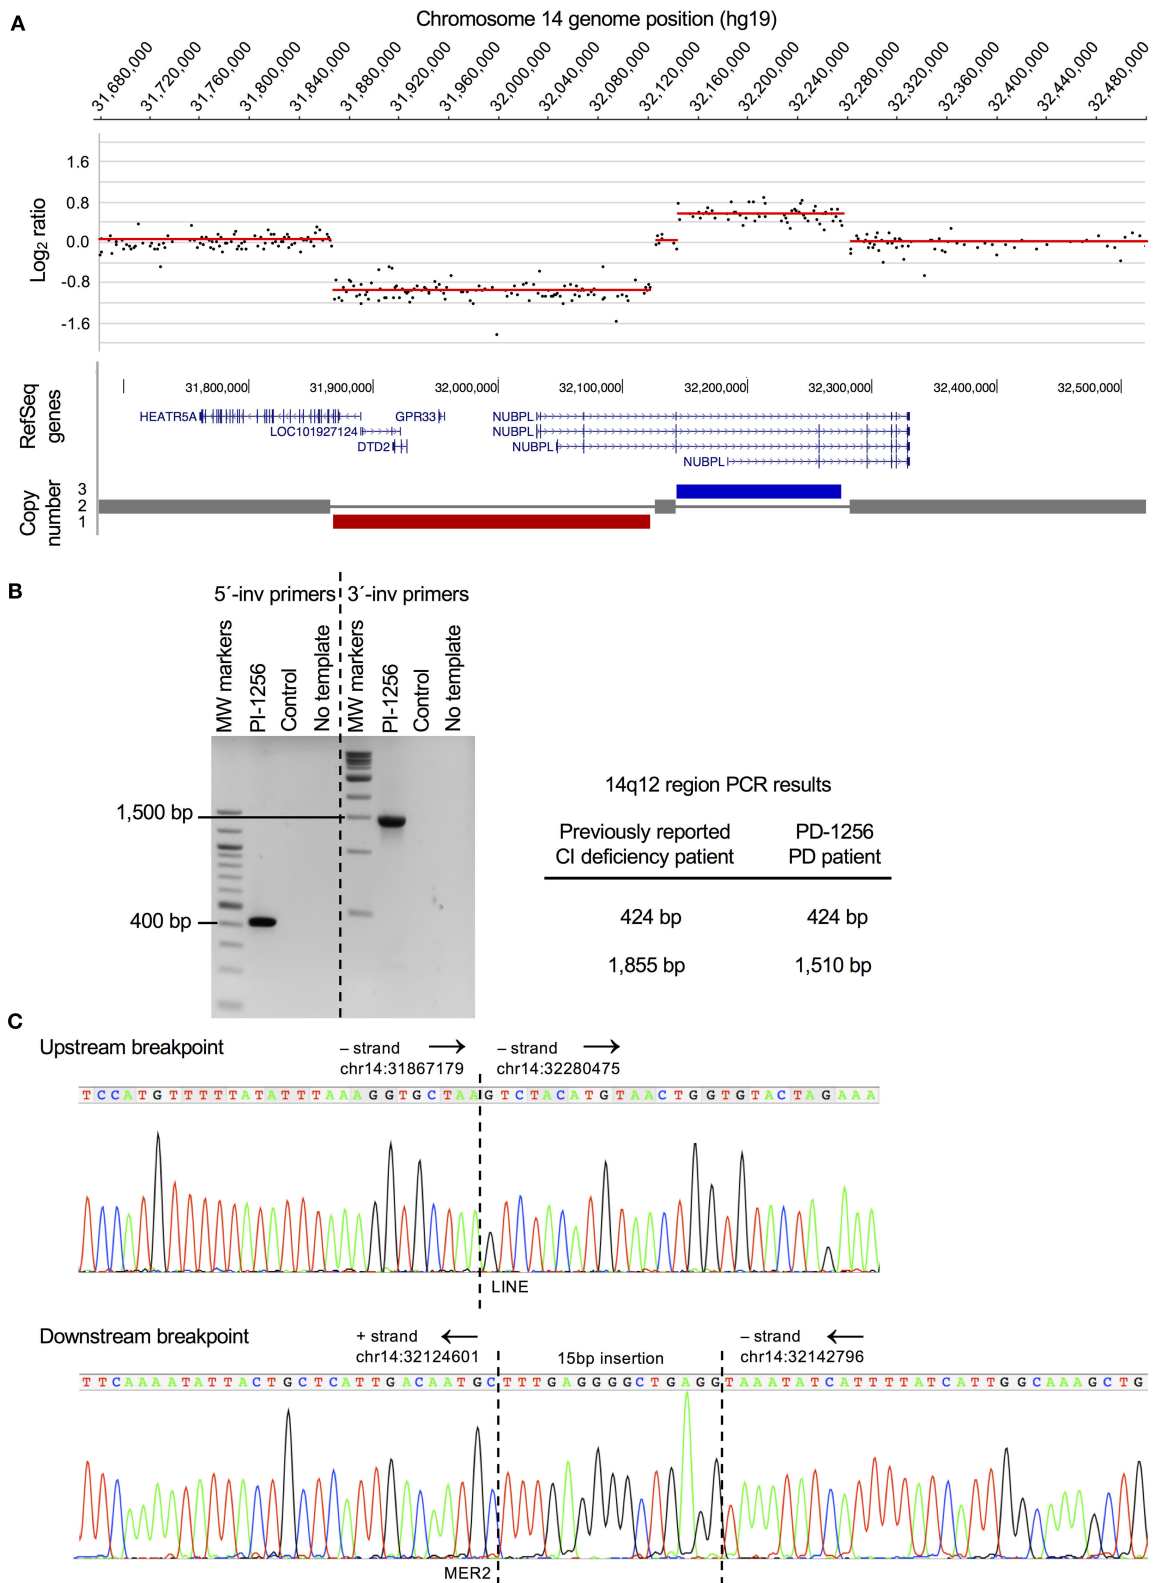 A
Chromosome 14 genome position (hg19)
31,680,000 31,720,000 31,760,000 31,800,000 31,840,000 31,880,000 31,920,000 31,960,000 32,000,000 32,040,000 32,080,000 32,120,000 32,160,000 32,200,000 32,240,000 32,280,000 32,320,000 32,360,000 32,400,000 32,440,000 32,480,000
Log2 ratio
1.6
0.8
0.0
-0.8
-1.6
RefSeq
genes
31,800,000 31,900,000 32,000,000 32,100,000 32,200,000 32,300,000 32,400,000 32,500,000
HEATR5A GPR33 NUBPL
LOC101927124 NUBPL
DTD2 NUBPL
NUBPL
Copy
number
3
2
1
B
5´-inv primers 3´-inv primers
MW markers PI-1256 Control No template MW markers PI-1256 Control No template
1,500 bp
400 bp
14q12 region PCR results
Previously reported PD-1256
CI deficiency patient PD patient
424 bp 424 bp
1,855 bp 1,510 bp
C
Upstream breakpoint
– strand – strand
chr14:31867179 chr14:32280475
TCCATGTTTTTATATTTAAAGGTGCTAAGTCTACATGTAACTGGTGTACTAGAAA
LINE
Downstream breakpoint
+ strand – strand
chr14:32124601 15bp insertion chr14:32142796
TTCAAAATATTACTGCTCATTGACAATGCTTTGAGGGGCTGAGGTAAATATCATTTTATCATTGGCAAAGCTG
MER2